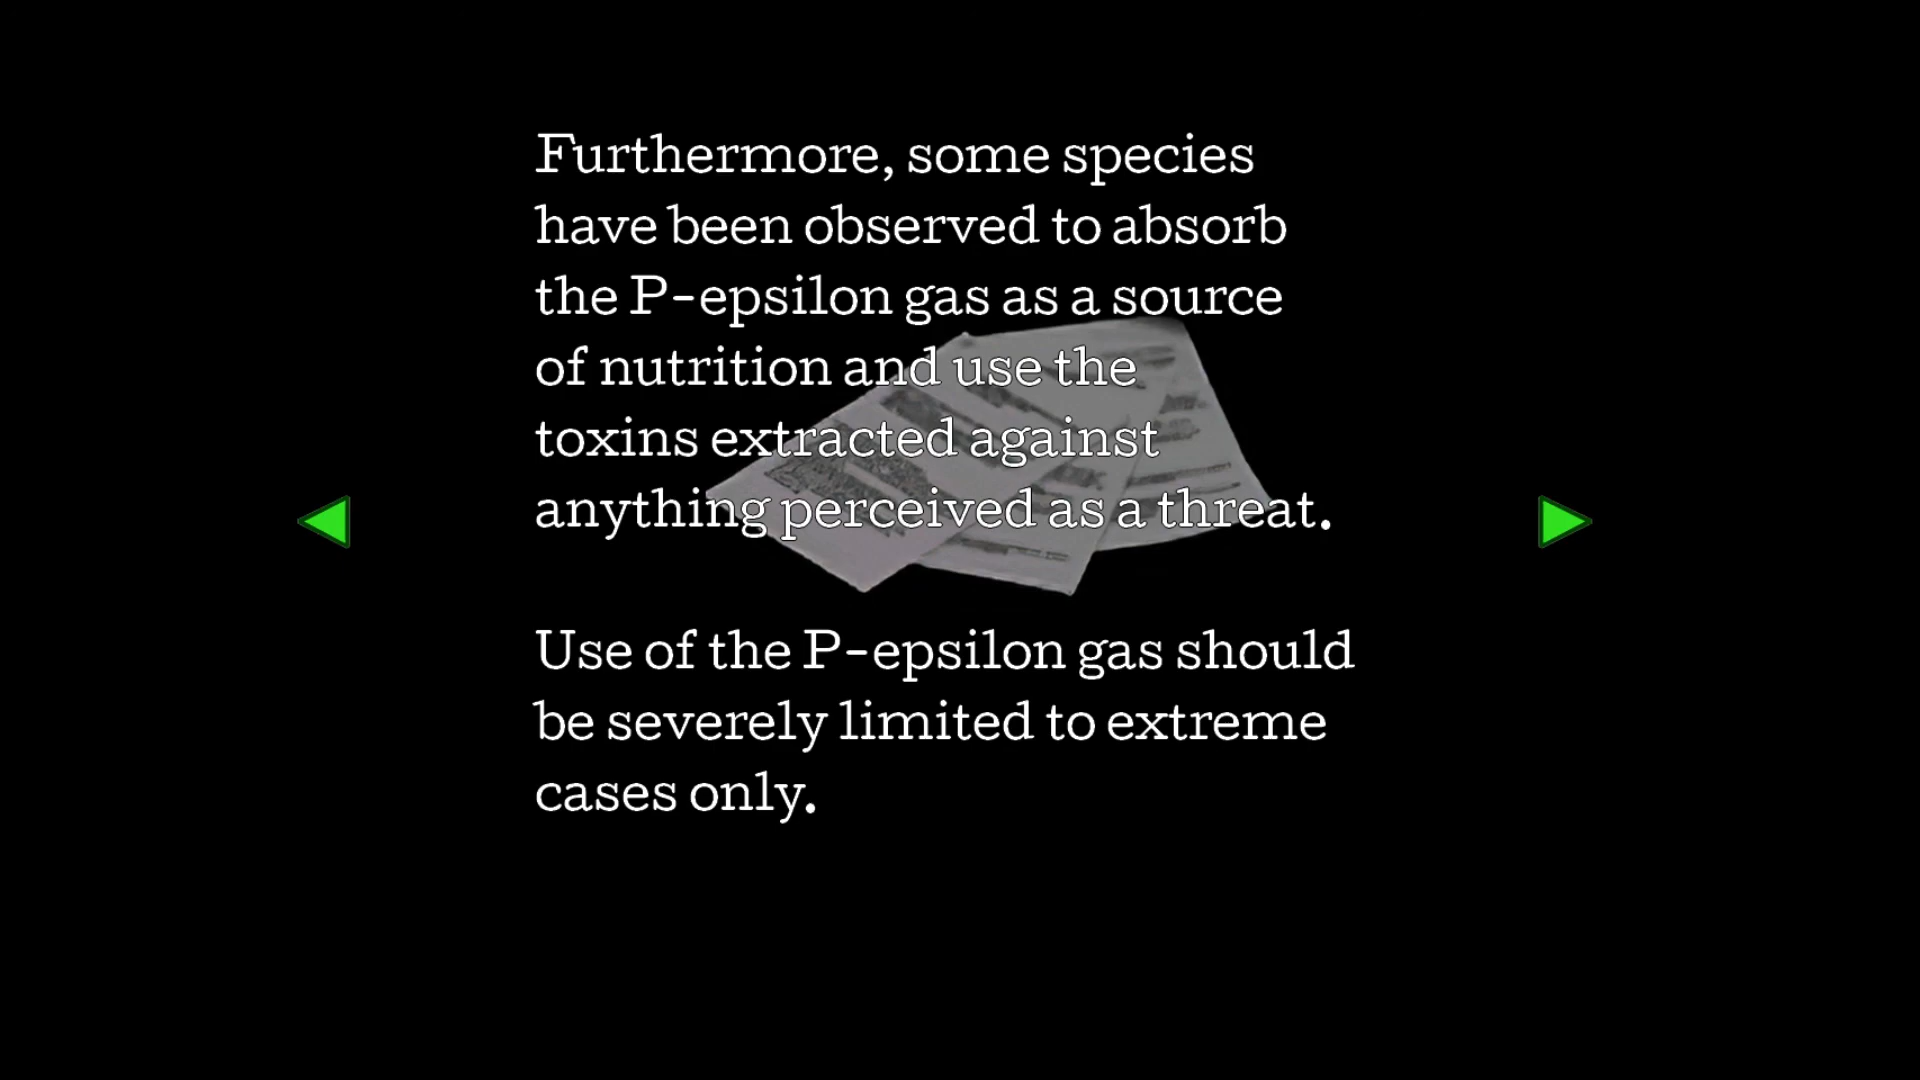 Furthermore, some species
have been observed to absorb
the P-epsilon gas as a source
of nutrition and use the
toxins extracted against
anything perceived as a threat.
Use of the P-epsilon gas should
be severely limited to extreme
cases only.